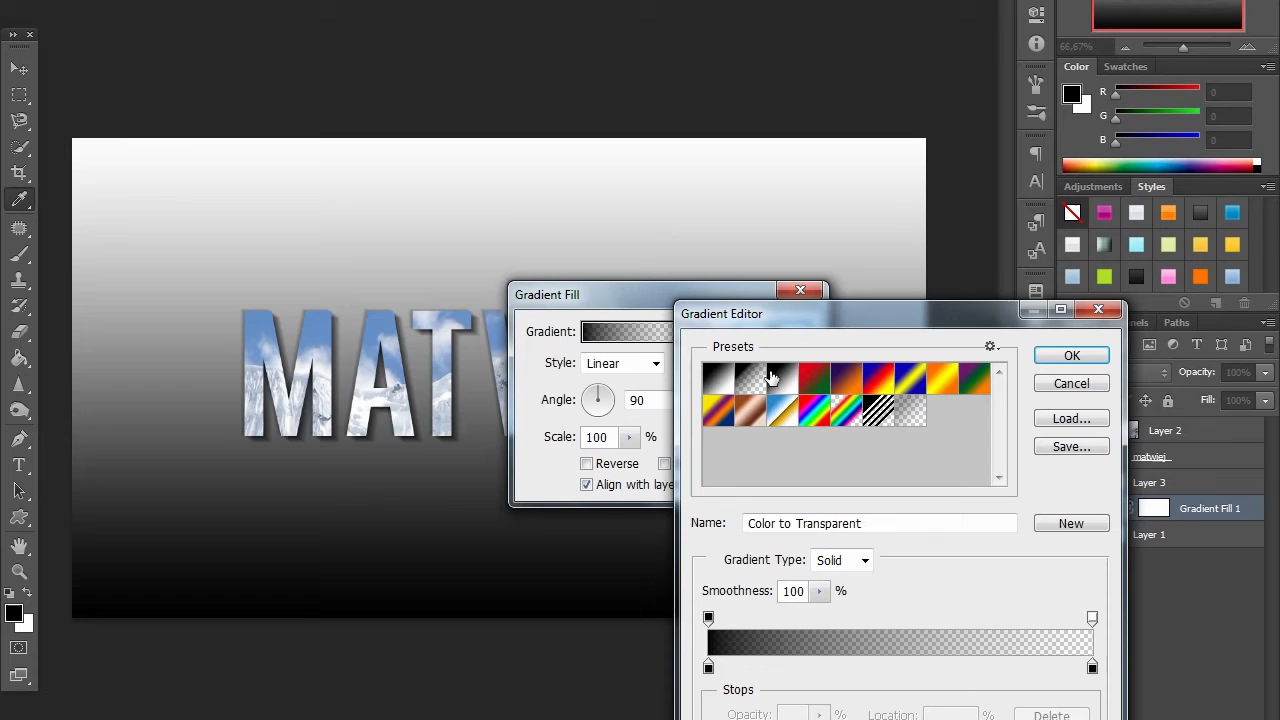 66,67%
Color Swatches
R 0
G 0
B 0
Adjustments Styles
MATW
Gradient Fill
Gradient:
Style: Linear
Angle: 90
Scale: 100 %
Reverse
Align with laye
Gradient Editor
Presets
OK
Cancel
Load...
Save...
Name: Color to Transparent
New
Gradient Type: Solid
Smoothness: 100 %
Stops
Opacity: Location: Delete
nnels Paths
Opacity: 100%
Fill: 100%
Layer 2
matwiej
Layer 3
Gradient Fill 1
Layer 1